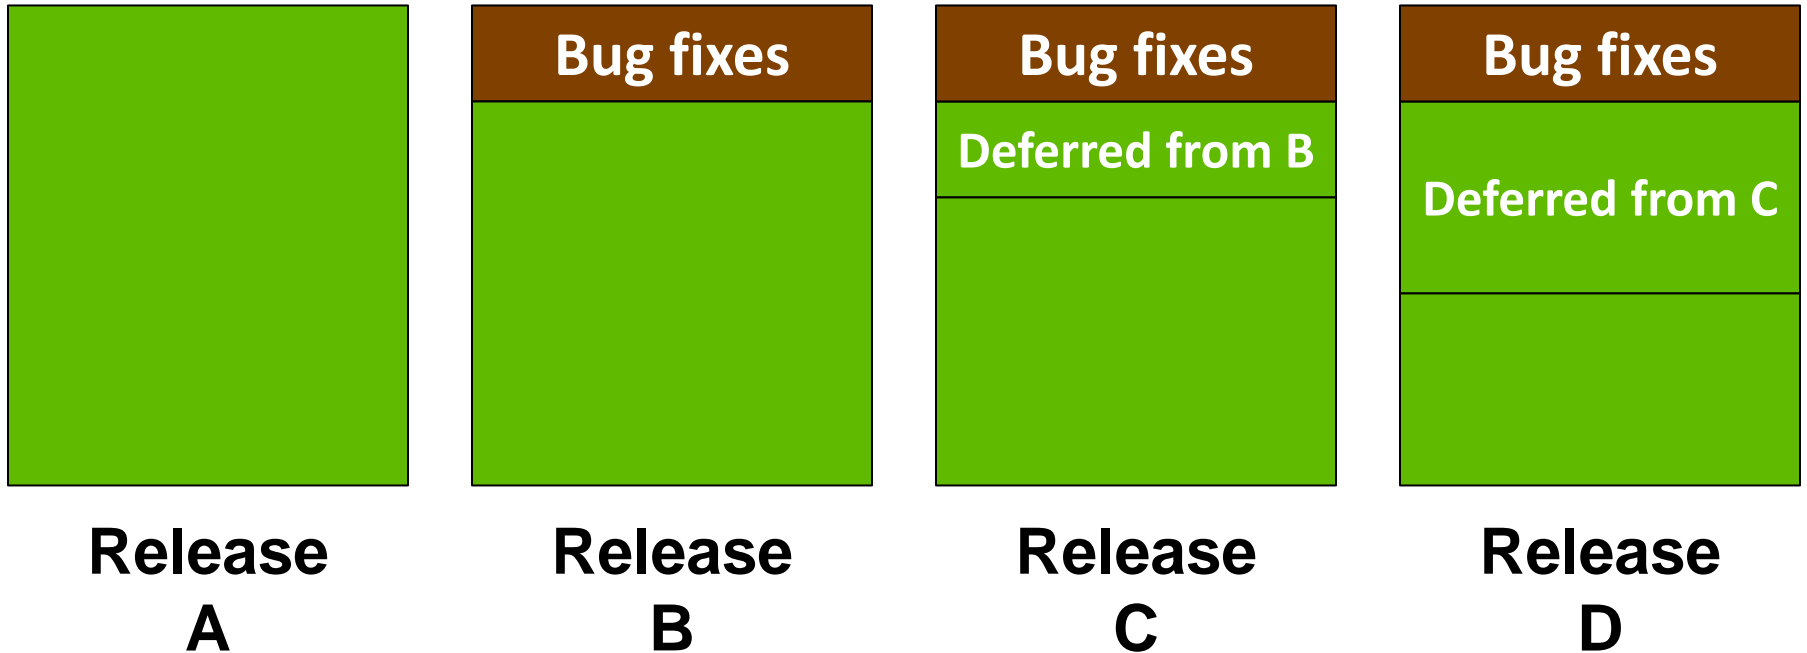 Bug fixes
Bug fixes
Deferred from B
Bug fixes
Deferred from C
Release
A
Release
B
Release
C
Release
D